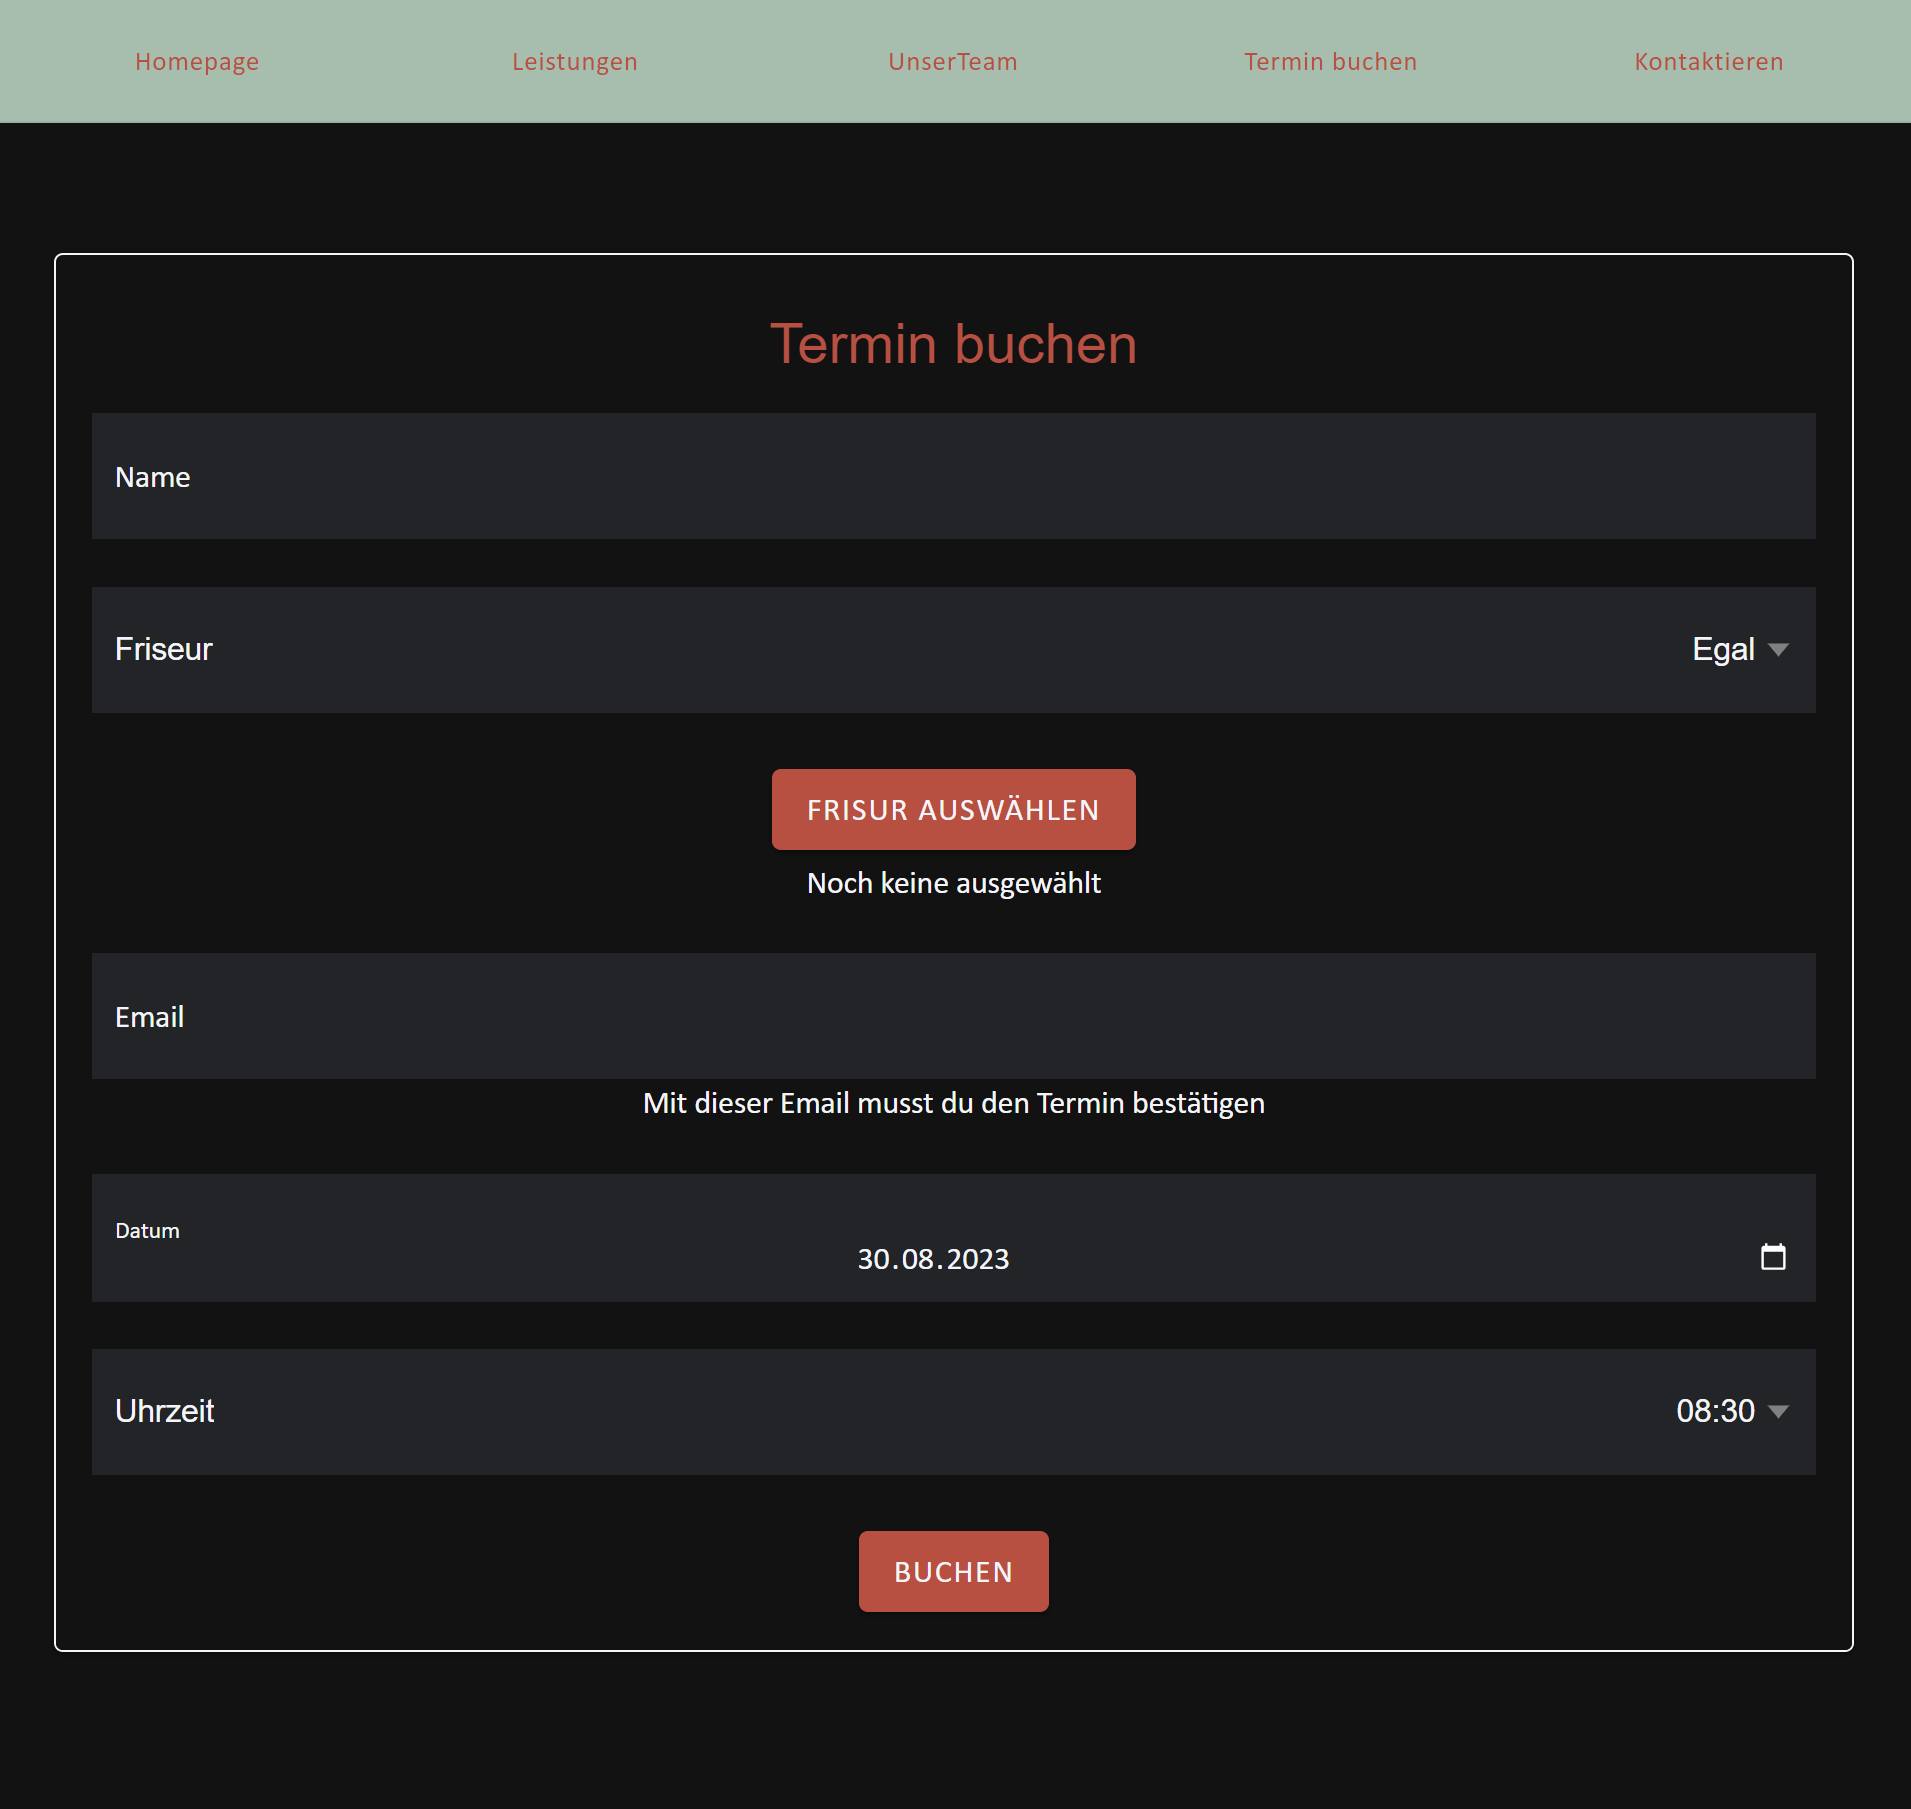 Homepage Leistungen UnserTeam Termin buchen Kontaktieren
Termin buchen
Name
Friseur Egal
FRISUR AUSWÄHLEN
Noch keine ausgewählt
Email
Mit dieser Email musst du den Termin bestätigen
Datum
30.08.2023
Uhrzeit 08:30
BUCHEN